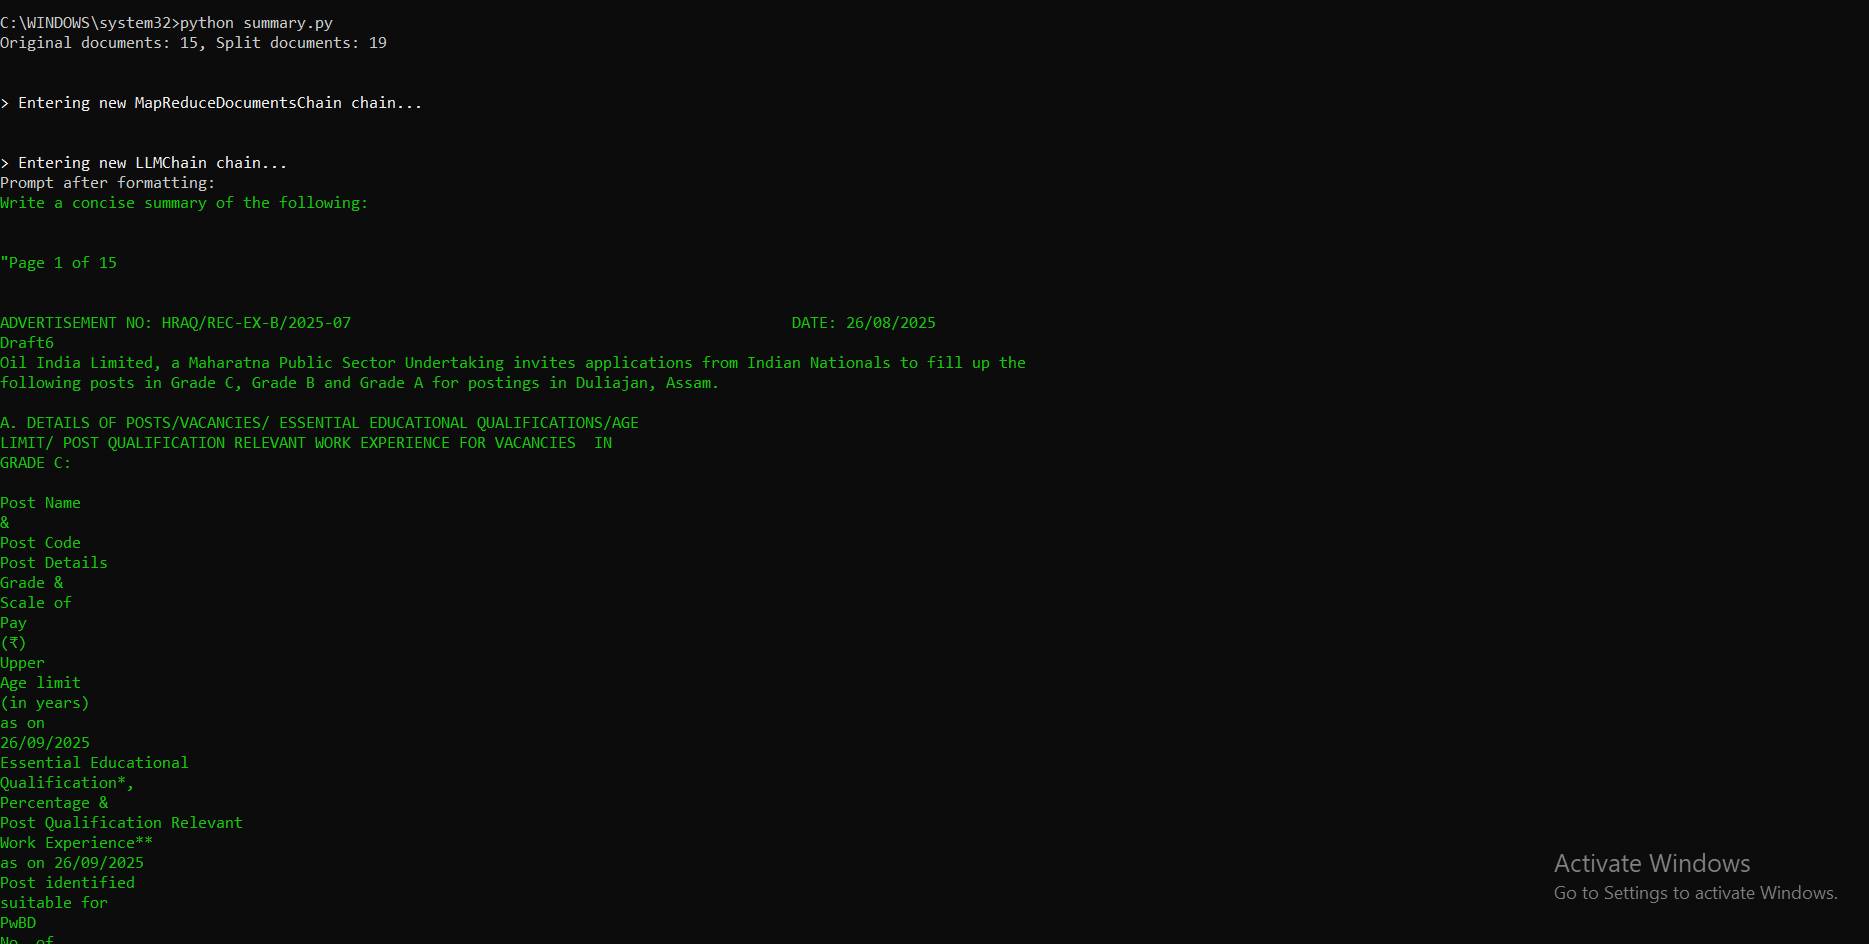 C:\WINDOWS\system32>python summary.py
Original documents: 15, Split documents: 19
> Entering new MapReduceDocumentsChain chain...
> Entering new LLMChain chain...
Prompt after formatting:
Write a concise summary of the following:
"Page 1 of 15
ADVERTISEMENT NO: HRAQ/REC-EX-B/2025-07 DATE: 26/08/2025
Draft6
Oil India Limited, a Maharatna Public Sector Undertaking invites applications from Indian Nationals to fill up the
following posts in Grade C, Grade B and Grade A for postings in Duliajan, Assam.
A. DETAILS OF POSTS/VACANCIES/ ESSENTIAL EDUCATIONAL QUALIFICATIONS/AGE
LIMIT/ POST QUALIFICATION RELEVANT WORK EXPERIENCE FOR VACANCIES  IN
GRADE C:
Post Name
&
Post Code
Post Details
Grade &
Scale of
Pay
(₹)
Upper
Age limit
(in years)
as on
26/09/2025
Essential Educational
Qualification*,
Percentage &
Post Qualification Relevant
Work Experience**
as on 26/09/2025
Post identified
suitable for
PwBD
No. of
Activate Windows
Go to Settings to activate Windows.